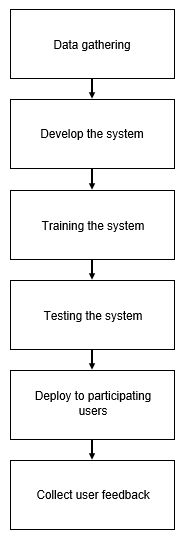 Data gathering
Develop the system
Training the system
Testing the system
Deploy to participating
users
Collect user feedback